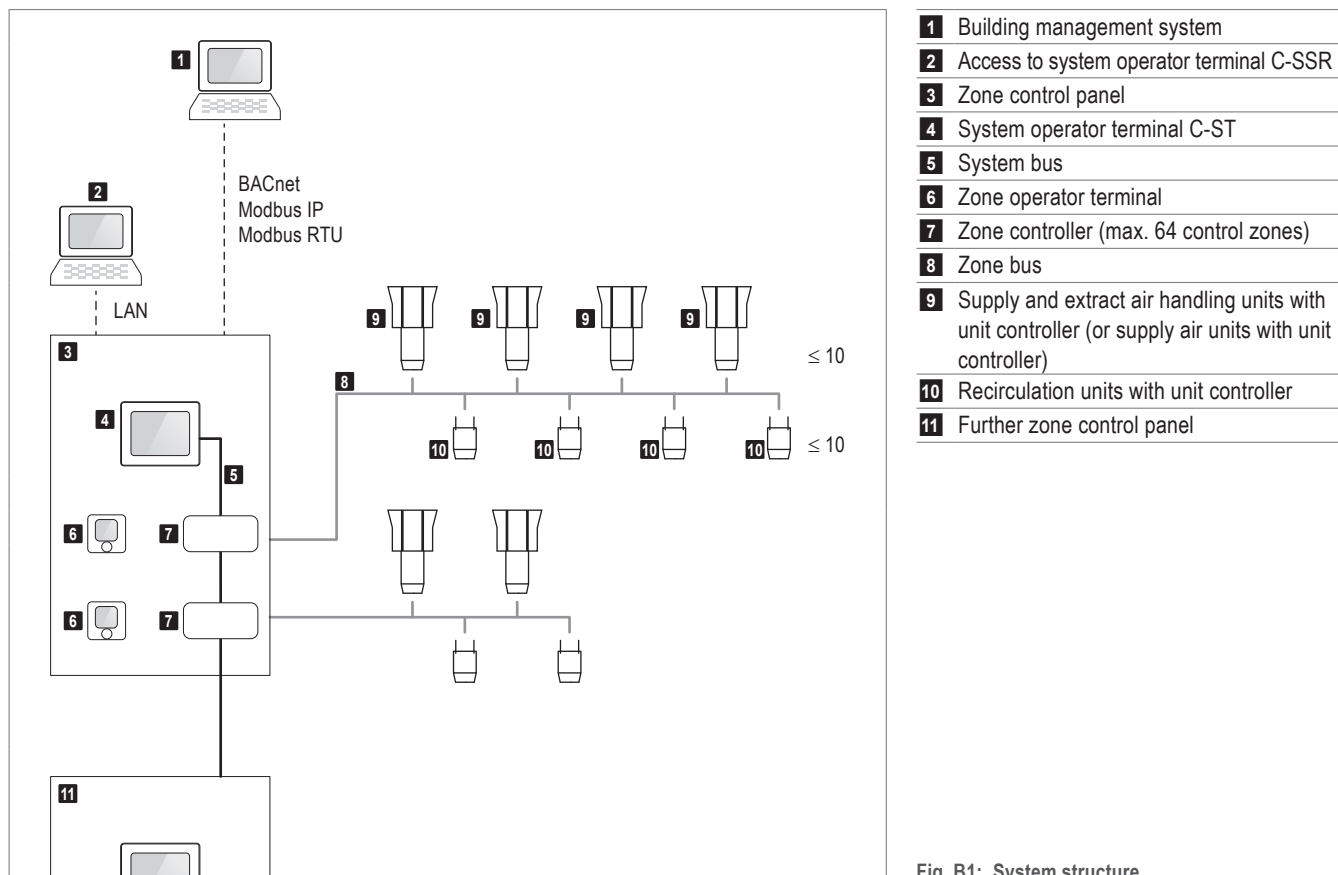 1
BACnet
Modbus IP
Modbus RTU
2
LAN
3
4
5
6
7
6
7
8
9
9
9
9
≤ 10
10
10
10
10
≤ 10
11
1 Building management system
2 Access to system operator terminal C-SSR
3 Zone control panel
4 System operator terminal C-ST
5 System bus
6 Zone operator terminal
7 Zone controller (max. 64 control zones)
8 Zone bus
9 Supply and extract air handling units with
unit controller (or supply air units with unit
controller)
10 Recirculation units with unit controller
11 Further zone control panel
Fig. B1: System structure